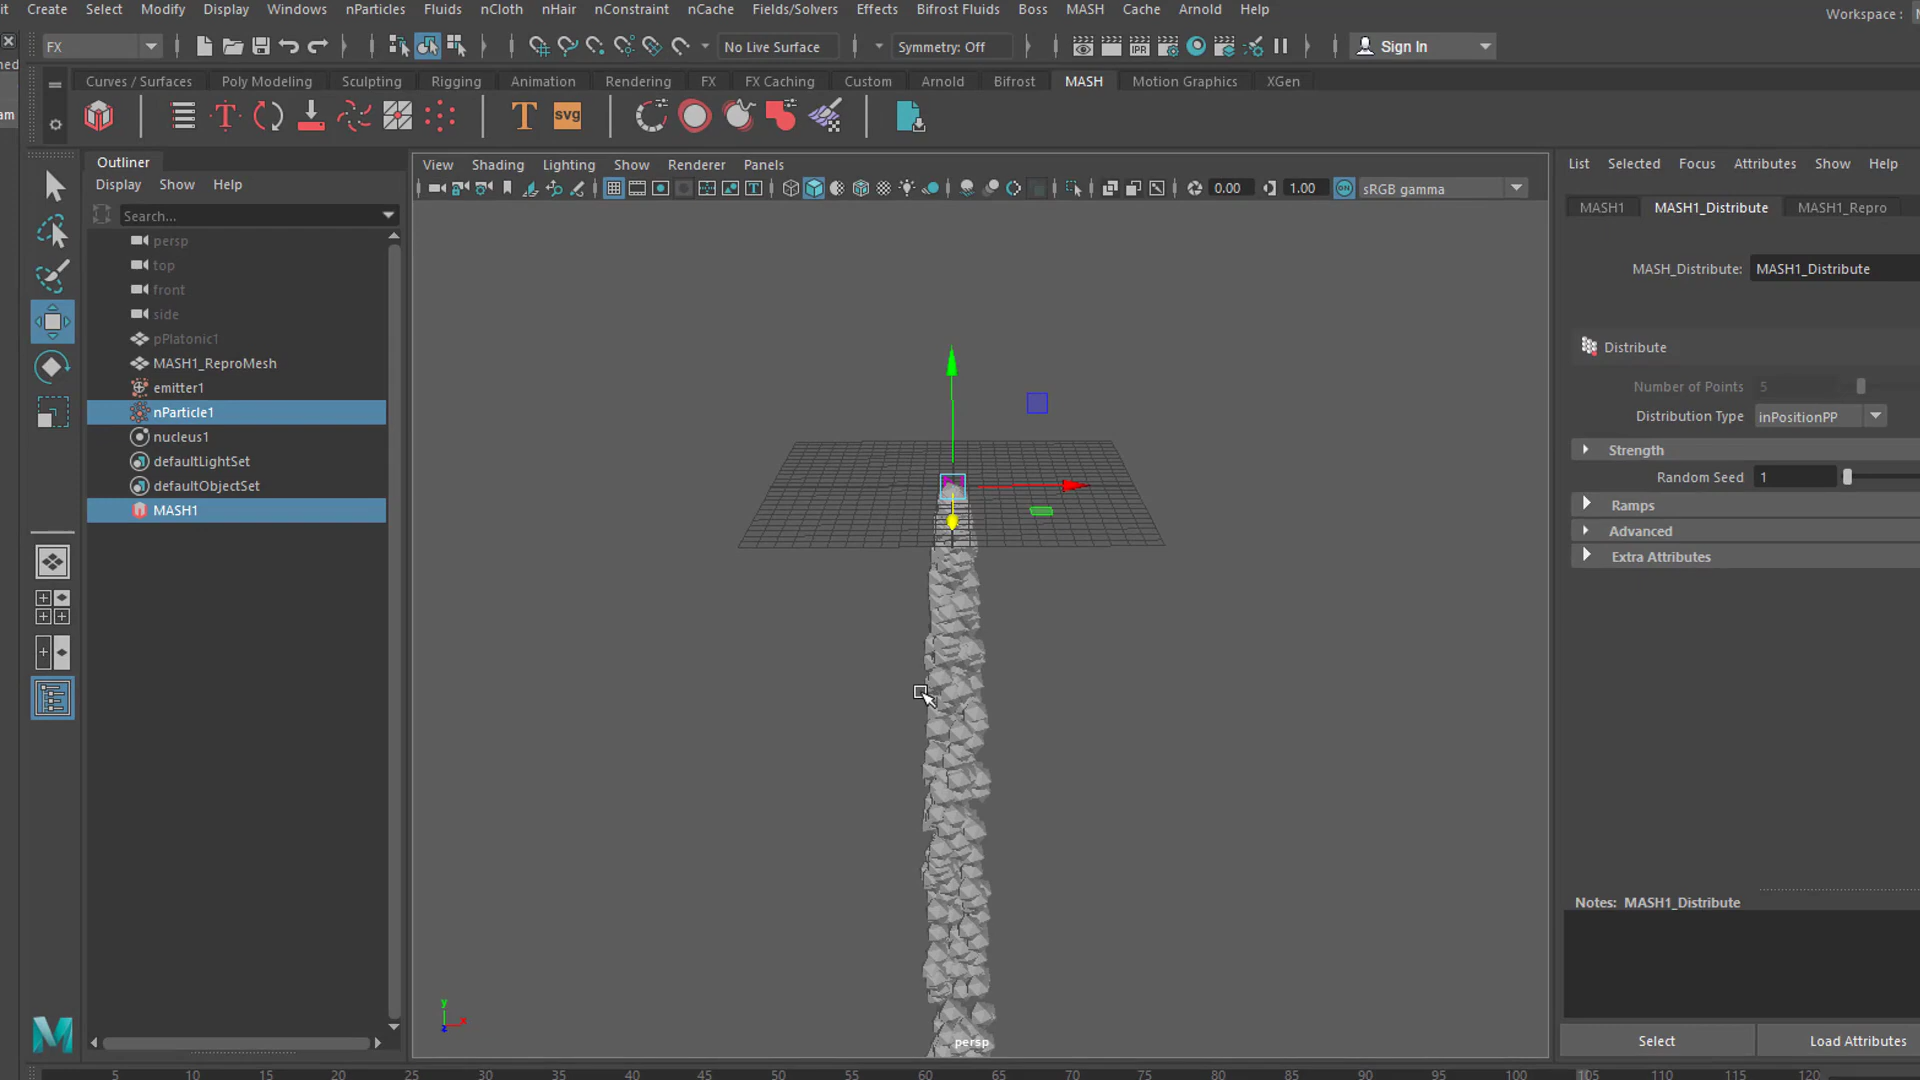 it Create Select Modify Display Windows nParticles Fluids nCloth nHair nConstraint nCache Fields/Solvers Effects Bifrost Fluids Boss MASH Cache Arnold Help
Workspace :
FX
No Live Surface
Symmetry: Off
Sign In
Curves / Surfaces Poly Modeling Sculpting Rigging Animation Rendering FX FX Caching Custom Arnold Bifrost MASH Motion Graphics XGen
T svg
Outliner
Display Show Help
Search...
persp
top
front
side
pPlatonic1
MASH1_ReproMesh
emitter1
nParticle1
nucleus1
defaultLightSet
defaultObjectSet
MASH1
View Shading Lighting Show Renderer Panels
0.00 1.00 ON sRGB gamma
y
x
z
persp
List Selected Focus Attributes Show Help
MASH1 MASH1_Distribute MASH1_Repro
MASH_Distribute: MASH1_Distribute
Distribute
Number of Points 5
Distribution Type inPositionPP
Strength
Random Seed 1
Ramps
Advanced
Extra Attributes
Notes: MASH1_Distribute
Select Load Attributes
M
5 10 15 20 25 30 35 40 45 50 55 60 65 70 75 80 85 90 95 100 105 110 115 120